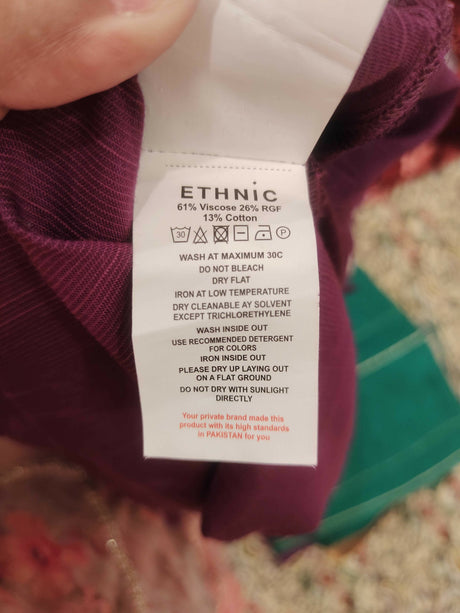 ETHNIC
61% Viscose 26% RGF
13% Cotton
30 P
WASH AT MAXIMUM 30C
DO NOT BLEACH
DRY FLAT
IRON AT LOW TEMPERATURE
DRY CLEANABLE AY SOLVENT
EXCEPT TRICHLORETHYLENE
WASH INSIDE OUT
USE RECOMMENDED DETERGENT
FOR COLORS
IRON INSIDE OUT
PLEASE DRY UP LAYING OUT
ON A FLAT GROUND
DO NOT DRY WITH SUNLIGHT
DIRECTLY
Your private brand made this
product with its high standards
in PAKISTAN for you